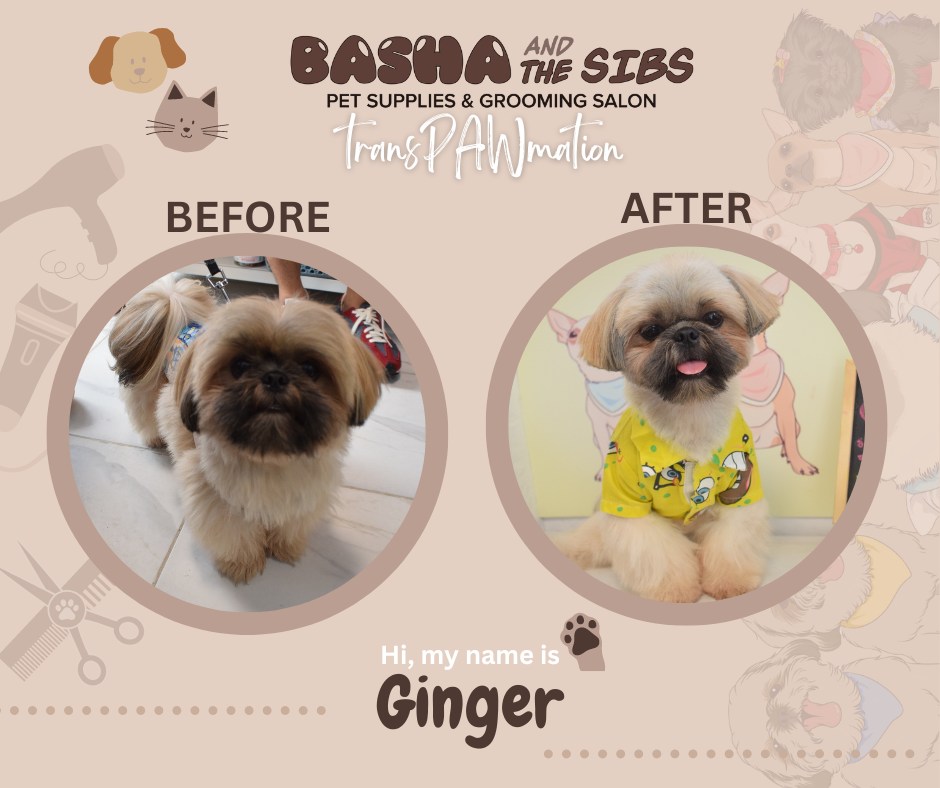 BASHA AND THE SIBS
PET SUPPLIES & GROOMING SALON
TransPAWmation
BEFORE
AFTER
Hi, my name is
Ginger